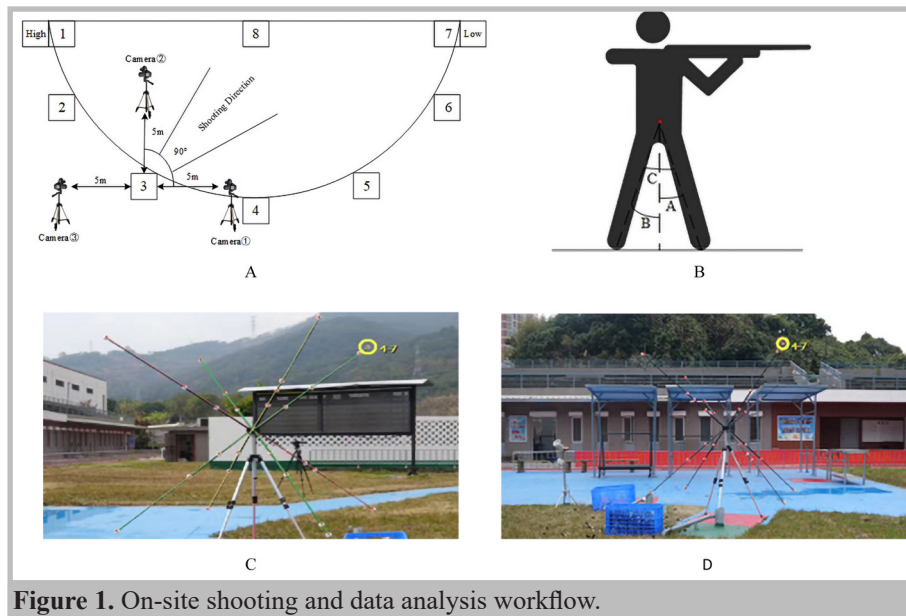 High 1 8 7 Low
Camera②
2 6
Shooting Direction
5m
90°
5m 3 5m
5
4
Camera③ Camera①
A
C
A
B
B
4-7
4-7
C
D
Figure 1. On-site shooting and data analysis workflow.